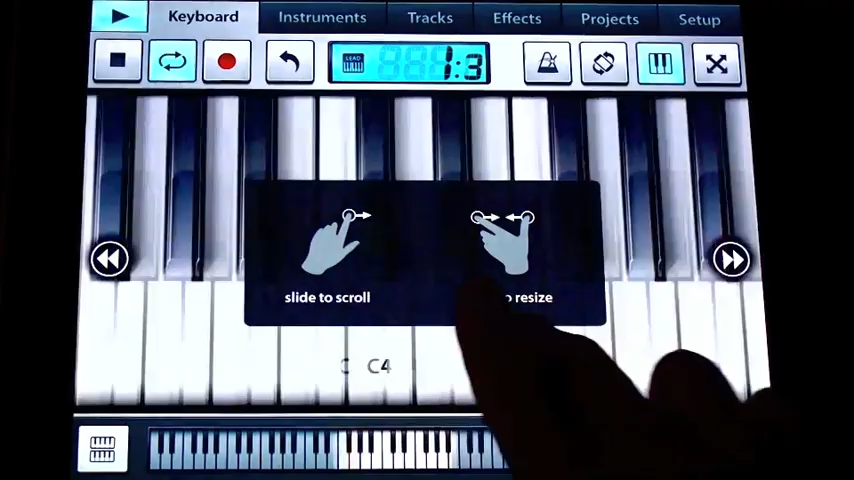 Keyboard
Instruments
Tracks
Effects
Projects
Setup
LEAD
1:3
slide to scroll
o resize
C4